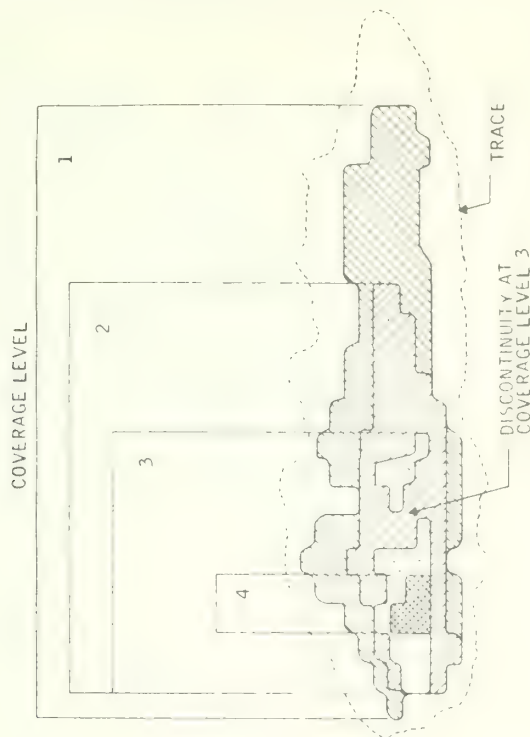 COVERAGE LEVEL
1
2
3
4
TRACE
DISCONTINUITY AT
COVERAGE LEVEL 3